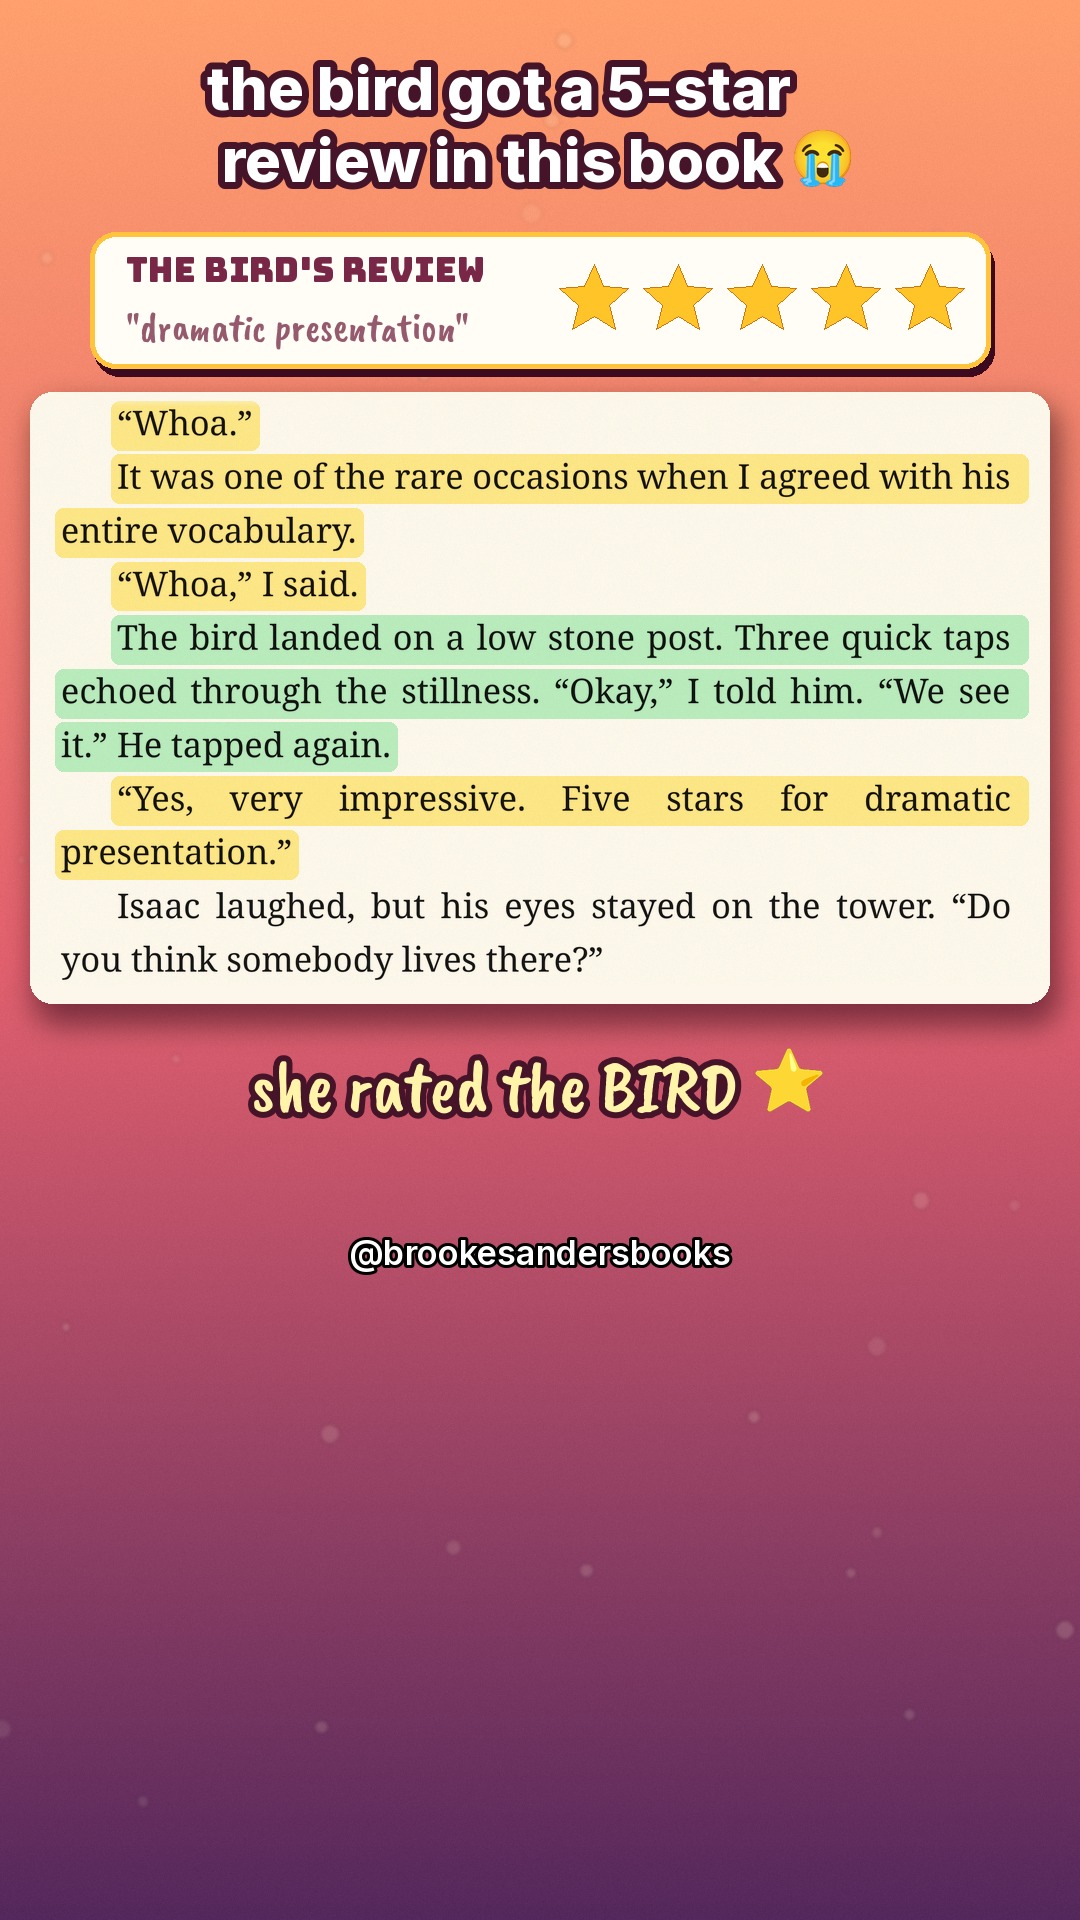 the bird got a 5-star
review in this book 😭
THE BIRD'S REVIEW
"dramatic presentation"
“Whoa.”
It was one of the rare occasions when I agreed with his
entire vocabulary.
“Whoa,” I said.
The bird landed on a low stone post. Three quick taps
echoed through the stillness. “Okay,” I told him. “We see
it.” He tapped again.
“Yes, very impressive. Five stars for dramatic
presentation.”
Isaac laughed, but his eyes stayed on the tower. “Do
you think somebody lives there?”
she rated the BIRD ⭐
@brookesandersbooks